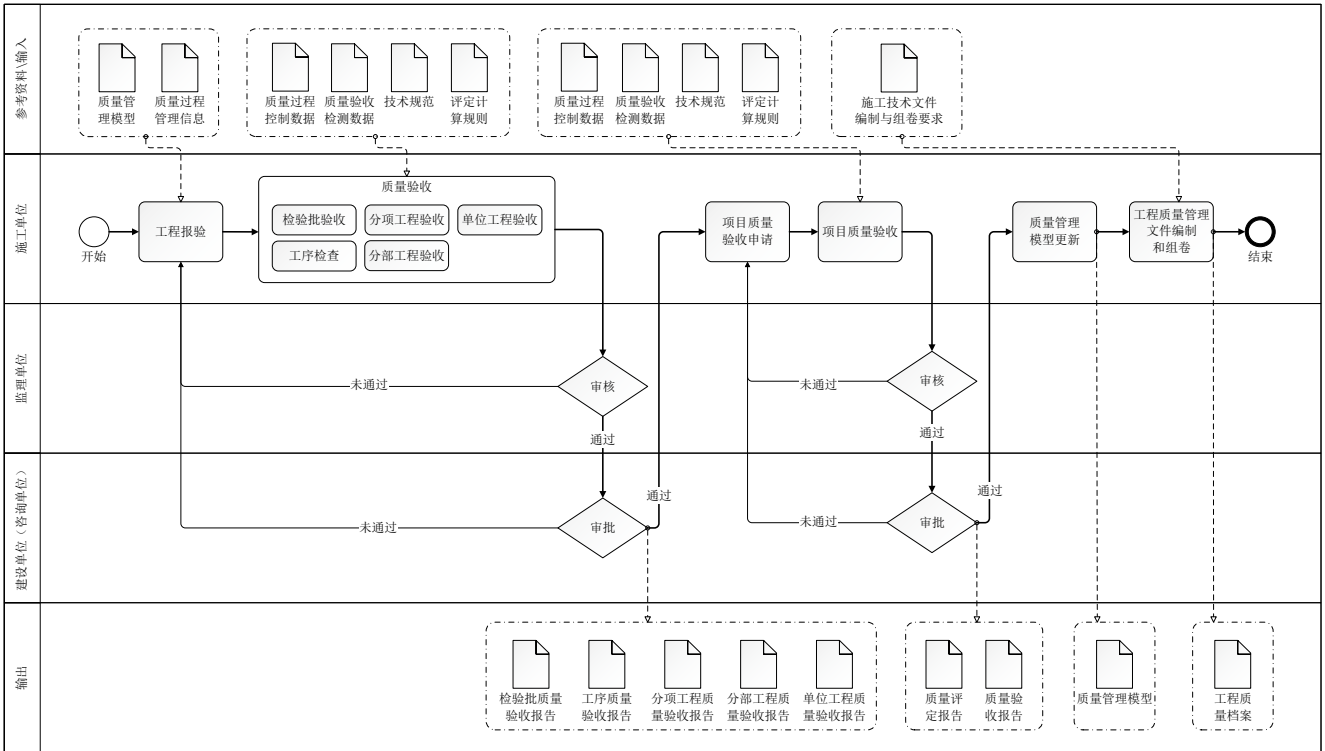 参考资料\输入
质量管
理模型
质量过程
管理信息
质量过程
控制数据
质量验收
检测数据
技术规范
评定计
算规则
质量过程
控制数据
质量验收
检测数据
技术规范
评定计
算规则
施工技术文件
编制与组卷要求
施工单位
开始
工程报验
质量验收
检验批验收
分项工程验收
单位工程验收
工序检查
分部工程验收
项目质量
验收申请
项目质量验收
质量管理
模型更新
工程质量管理
文件编制
和组卷
结束
监理单位
未通过
审核
通过
未通过
审核
通过
建设单位（咨询单位）
未通过
审批
通过
未通过
审批
通过
输出
检验批质量
验收报告
工序质量
验收报告
分项工程质
量验收报告
分部工程质
量验收报告
单位工程质
量验收报告
质量评
定报告
质量验
收报告
质量管理模型
工程质
量档案